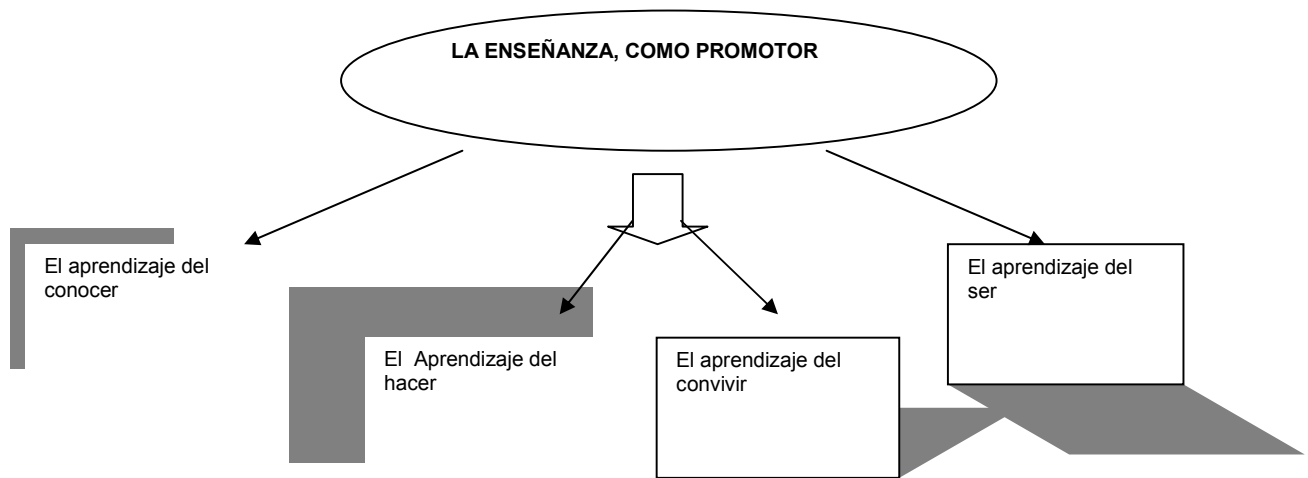 LA ENSEÑANZA, COMO PROMOTOR
El aprendizaje del
conocer
El Aprendizaje del
hacer
El aprendizaje del
convivir
El aprendizaje del
ser